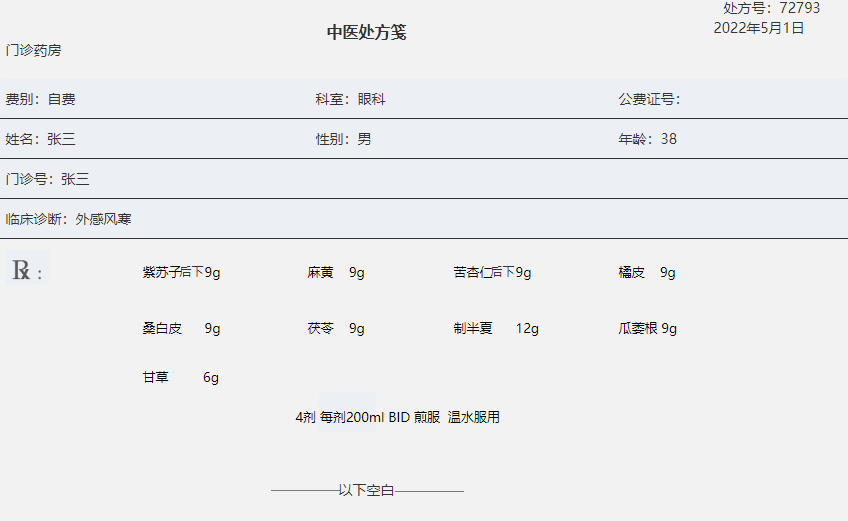 处方号：72793
中医处方笺
2022年5月1日
门诊药房
费别：自费 科室：眼科 公费证号：
姓名：张三 性别：男 年龄：38
门诊号：张三
临床诊断：外感风寒
℞：
紫苏子后下9g 麻黄 9g 苦杏仁后下9g 橘皮 9g
桑白皮 9g 茯苓 9g 制半夏 12g 瓜蒌根 9g
甘草 6g
4剂 每剂200ml BID 煎服 温水服用
—————以下空白—————